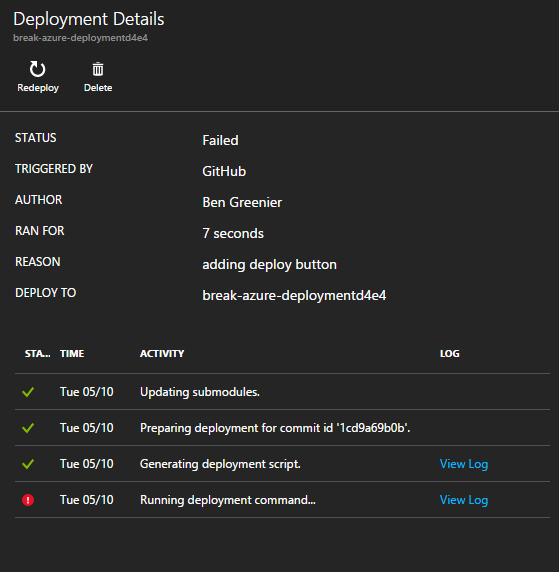 Deployment Details
break-azure-deploymentd4e4
Redeploy Delete
STATUS Failed
TRIGGERED BY GitHub
AUTHOR Ben Greenier
RAN FOR 7 seconds
REASON adding deploy button
DEPLOY TO break-azure-deploymentd4e4
STA... TIME ACTIVITY LOG
Tue 05/10 Updating submodules.
Tue 05/10 Preparing deployment for commit id '1cd9a69b0b'.
Tue 05/10 Generating deployment script. View Log
Tue 05/10 Running deployment command... View Log